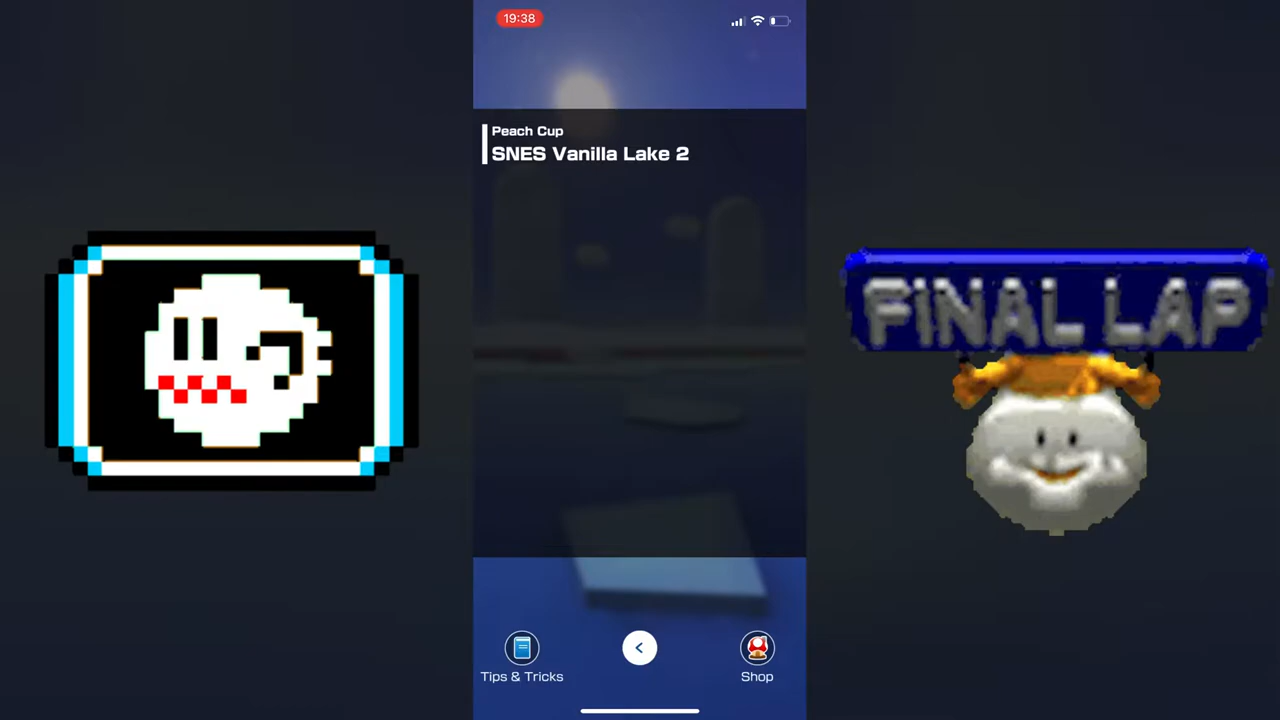 19:38
Peach Cup
SNES Vanilla Lake 2
FINAL LAP
Tips & Tricks
Shop